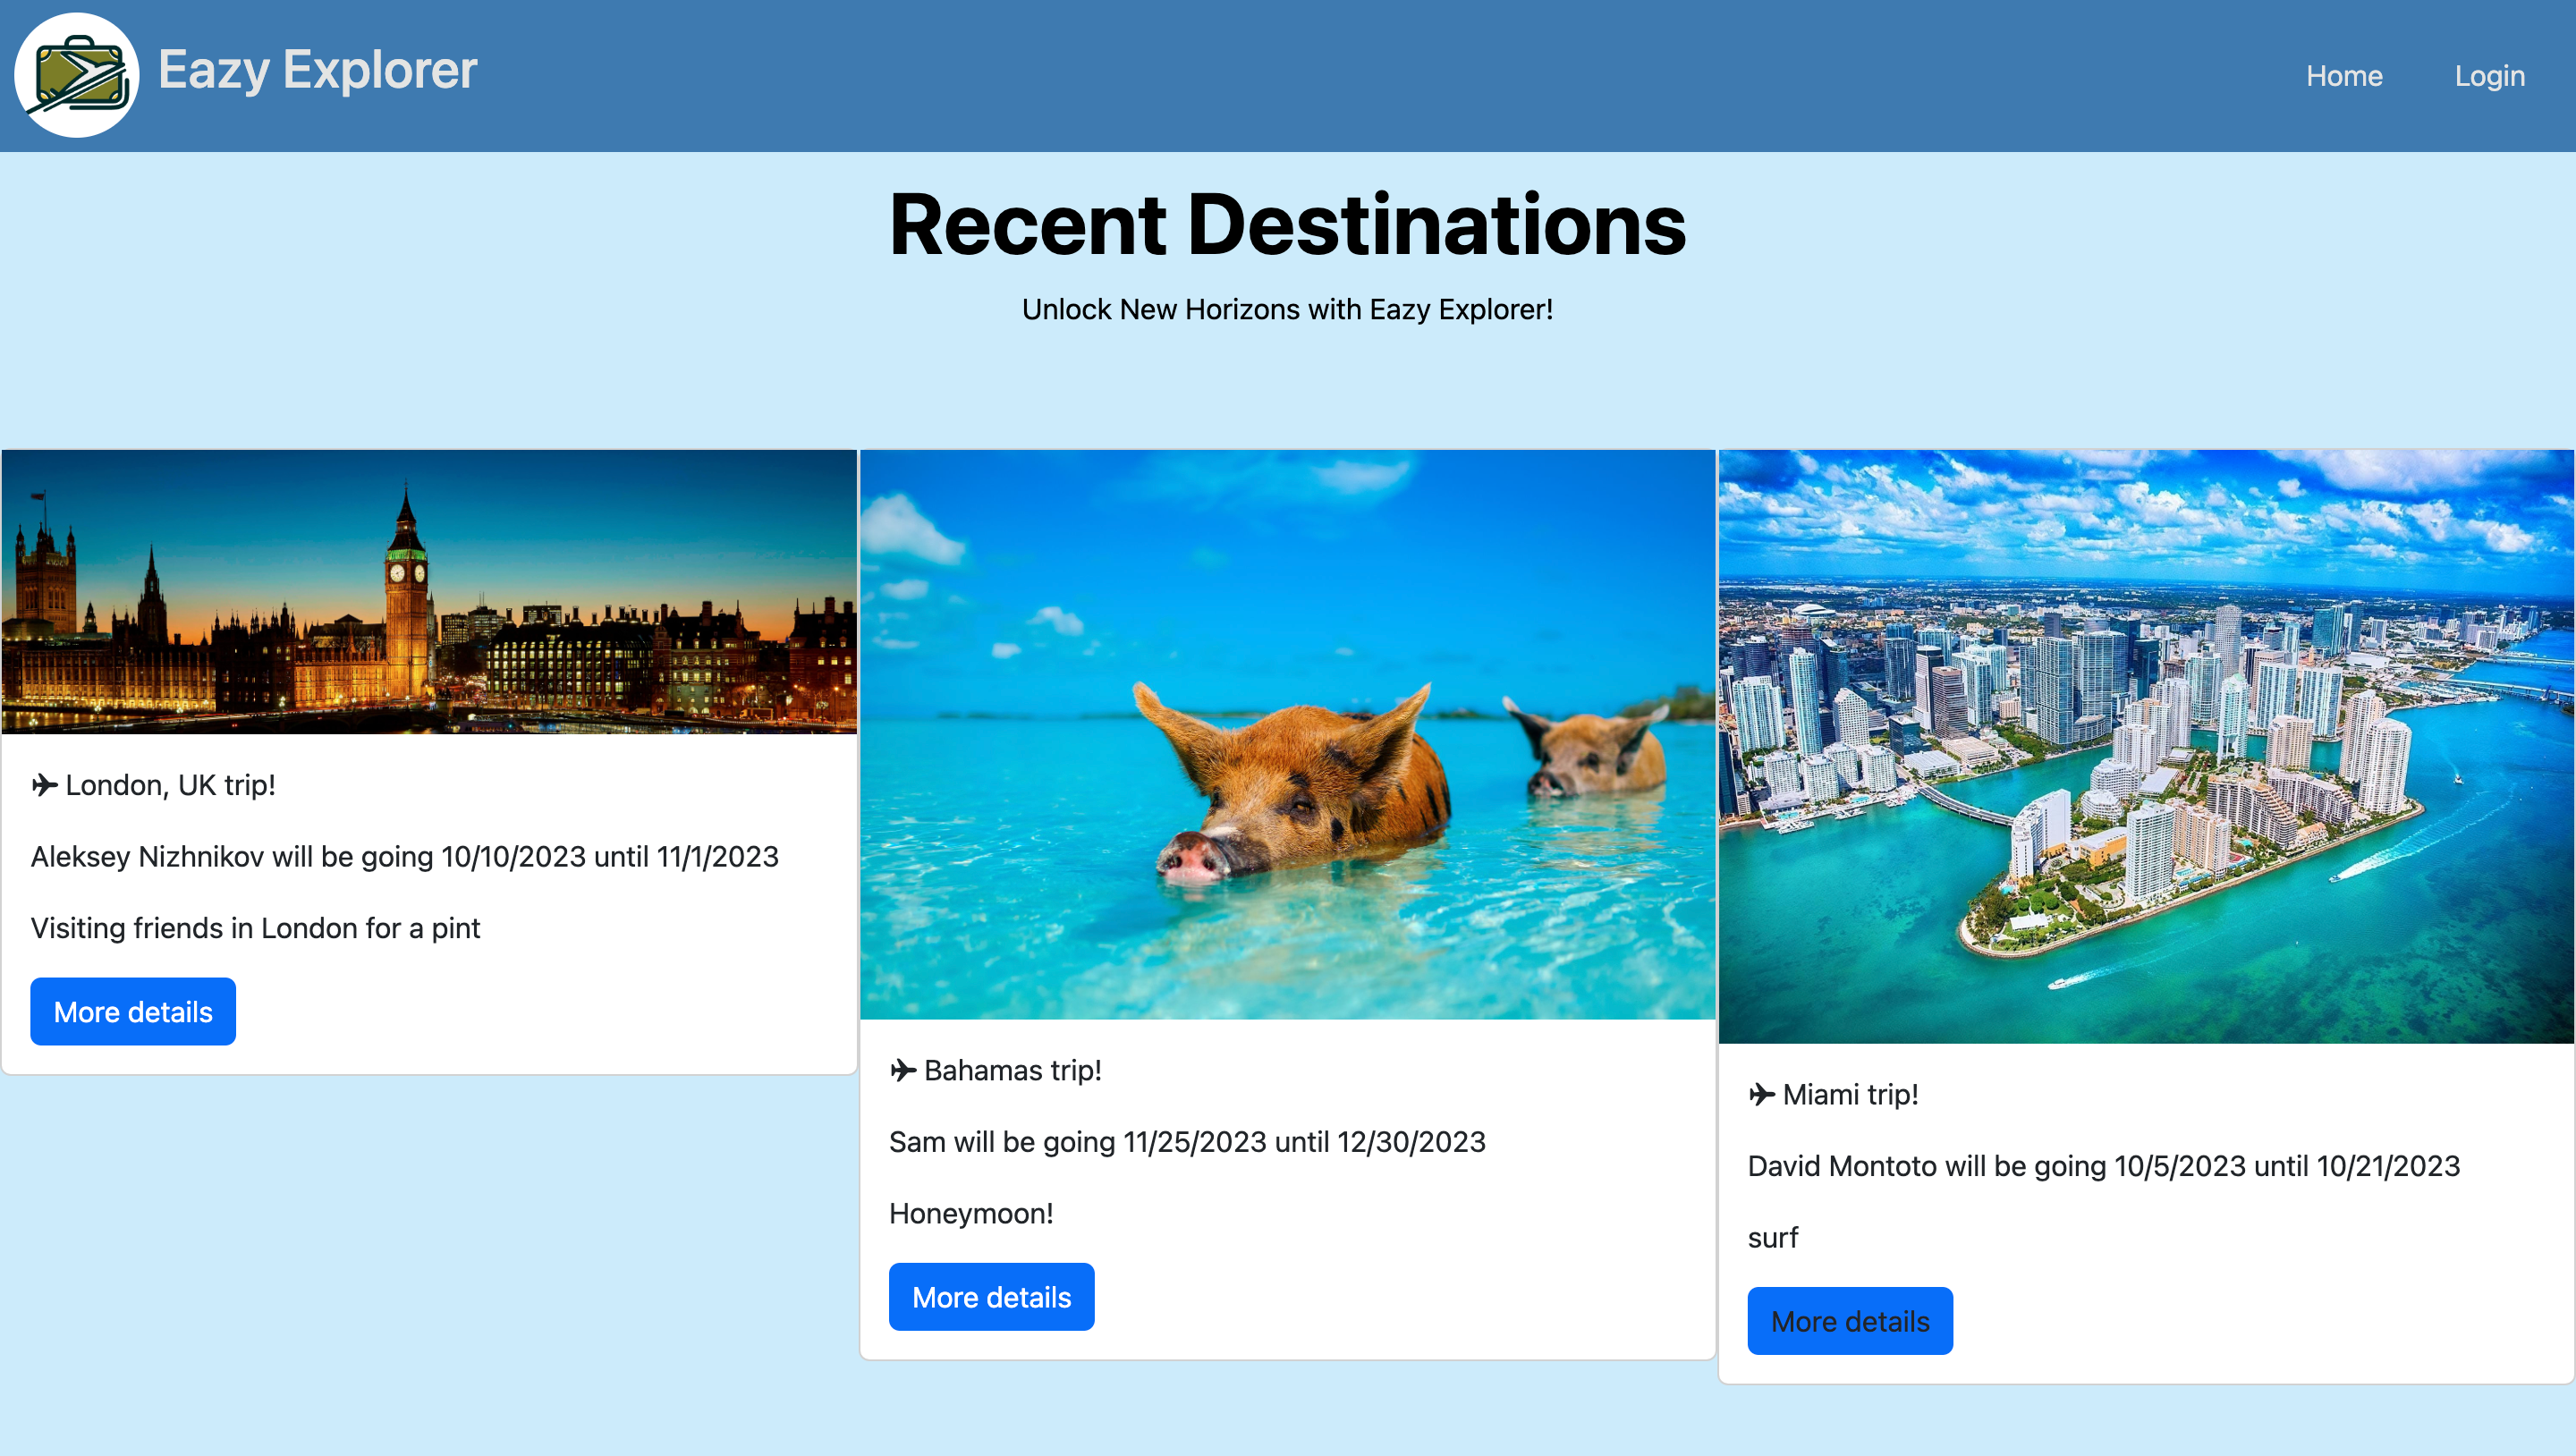 Eazy Explorer
Home
Login
Recent Destinations
Unlock New Horizons with Eazy Explorer!
London, UK trip!
Aleksey Nizhnikov will be going 10/10/2023 until 11/1/2023
Visiting friends in London for a pint
More details
Bahamas trip!
Sam will be going 11/25/2023 until 12/30/2023
Honeymoon!
More details
Miami trip!
David Montoto will be going 10/5/2023 until 10/21/2023
surf
More details